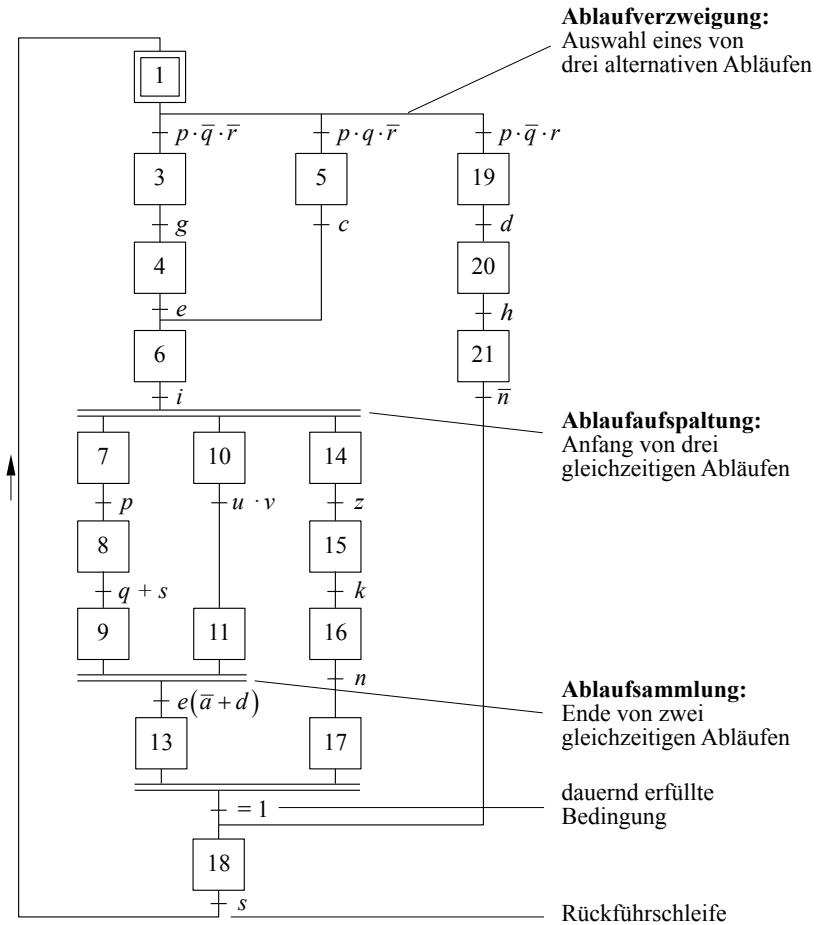 Ablaufverzweigung:
Auswahl eines von
drei alternativen Abläufen
1
p · q̅ · r̅
p · q · r̅
p · q̅ · r
3
5
19
g
c
d
4
20
e
h
6
21
i
n̅
Ablaufaufspaltung:
Anfang von drei
gleichzeitigen Abläufen
7
10
14
p
u · v
z
8
15
q + s
k
9
11
16
n
Ablaufsammlung:
Ende von zwei
gleichzeitigen Abläufen
e(a̅ + d)
13
17
dauernd erfüllte
Bedingung
= 1
18
s
Rückführschleife